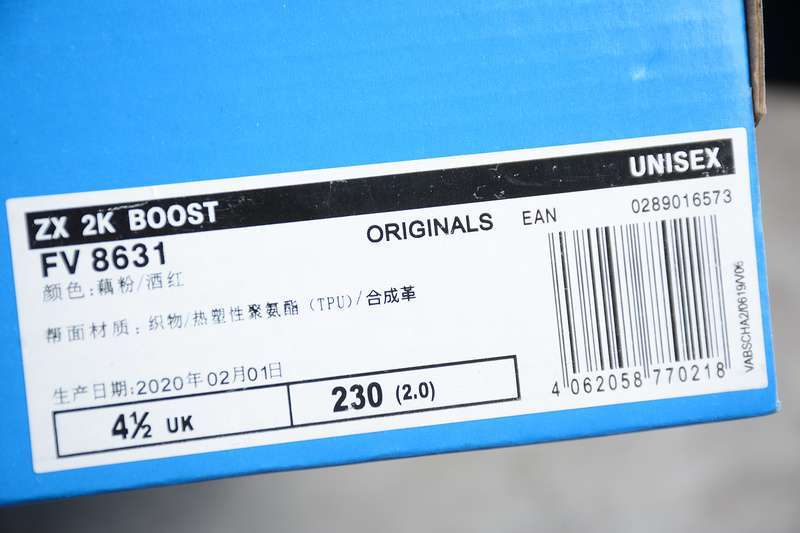 ZX 2K BOOST UNISEX
FV 8631 ORIGINALS EAN 0289016573
颜色:藕粉/酒红
帮面材质: 织物/热塑性聚氨酯 (TPU)/合成革
生产日期:2020年02月01日
4½ UK 230 (2.0)
4 062058 770218
VABSCHA2/0619/V06